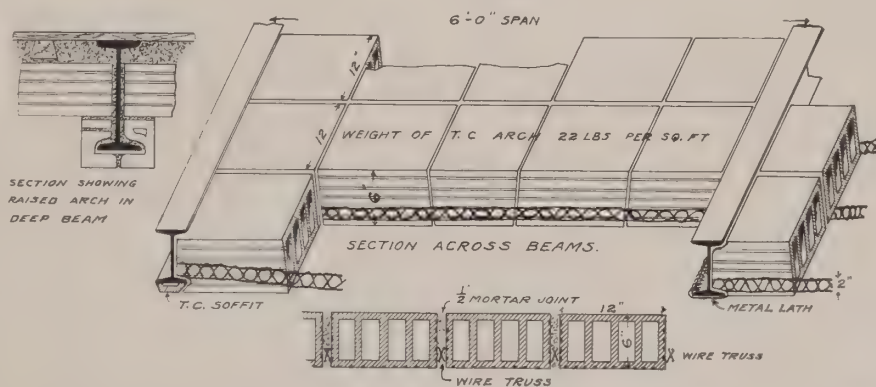 6'-0" SPAN
12"
12"
WEIGHT OF T.C ARCH 22 LBS PER SQ. FT
6"
SECTION SHOWING
RAISED ARCH IN
DEEP BEAM
SECTION ACROSS BEAMS.
2"
T.C. SOFFIT
1/2" MORTAR JOINT
12"
METAL LATH
6"
WIRE TRUSS
WIRE TRUSS